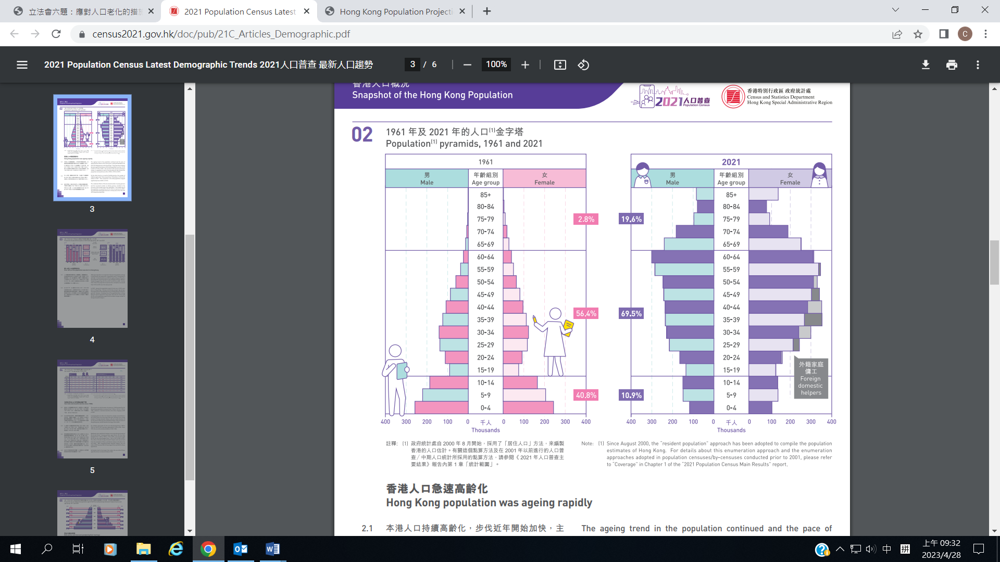 立法會六題：應對人口老化的措施
2021 Population Census Latest
Hong Kong Population Projecti
census2021.gov.hk/doc/pub/21C_Articles_Demographic.pdf
C
2021 Population Census Latest Demographic Trends 2021人口普查 最新人口趨勢
3 / 6
100%
3
4
5
香港人口概況
Snapshot of the Hong Kong Population
2021人口普查
Population Census
香港特別行政區 政府統計處
Census and Statistics Department
Hong Kong Special Administrative Region
02
1961 年及 2021 年的人口(1)金字塔
Population(1) pyramids, 1961 and 2021
1961
男
Male
年齡組別
Age group
女
Female
85+
80-84
75-79
70-74
65-69
60-64
55-59
50-54
45-49
40-44
35-39
30-34
25-29
20-24
15-19
10-14
5-9
0-4
2.8%
56.4%
40.8%
400 300 200 100 0 千人 0 100 200 300 400
Thousands
2021
男
Male
年齡組別
Age group
女
Female
85+
80-84
75-79
70-74
65-69
60-64
55-59
50-54
45-49
40-44
35-39
30-34
25-29
20-24
15-19
10-14
5-9
0-4
19.6%
69.5%
10.9%
外籍家庭
傭工
Foreign
domestic
helpers
400 300 200 100 0 千人 0 100 200 300 400
Thousands
註釋: (1) 政府統計處自 2000 年 8 月開始，採用了「居住人口」方法，來編製
香港的人口估計。有關這個點算方法及在 2001 年以前進行的人口普
查／中期人口統計所採用的點算方法，請參閱《 2021 年人口普查主
要結果》報告內第 1 章「統計範圍」。
Note: (1) Since August 2000, the "resident population" approach has been adopted to compile the population
estimates of Hong Kong. For details about this enumeration approach and the enumeration
approaches adopted in population censuses/by-censuses conducted prior to 2001, please refer
to "Coverage" in Chapter 1 of the "2021 Population Census Main Results" report.
香港人口急速高齡化
Hong Kong population was ageing rapidly
2.1 本港人口持續高齡化，步伐近年開始加快，主
The ageing trend in the population continued and the pace of
中
拼
上午 09:32
2023/4/28